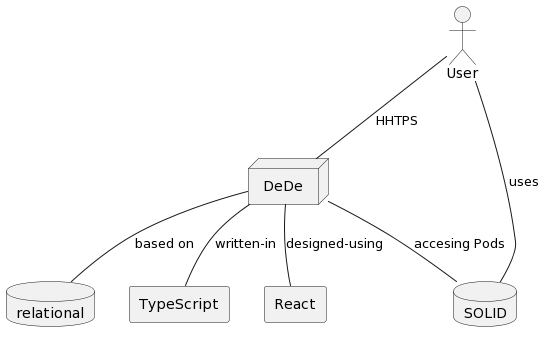 User
HHTPS
uses
DeDe
based on
written-in
designed-using
accesing Pods
relational
TypeScript
React
SOLID